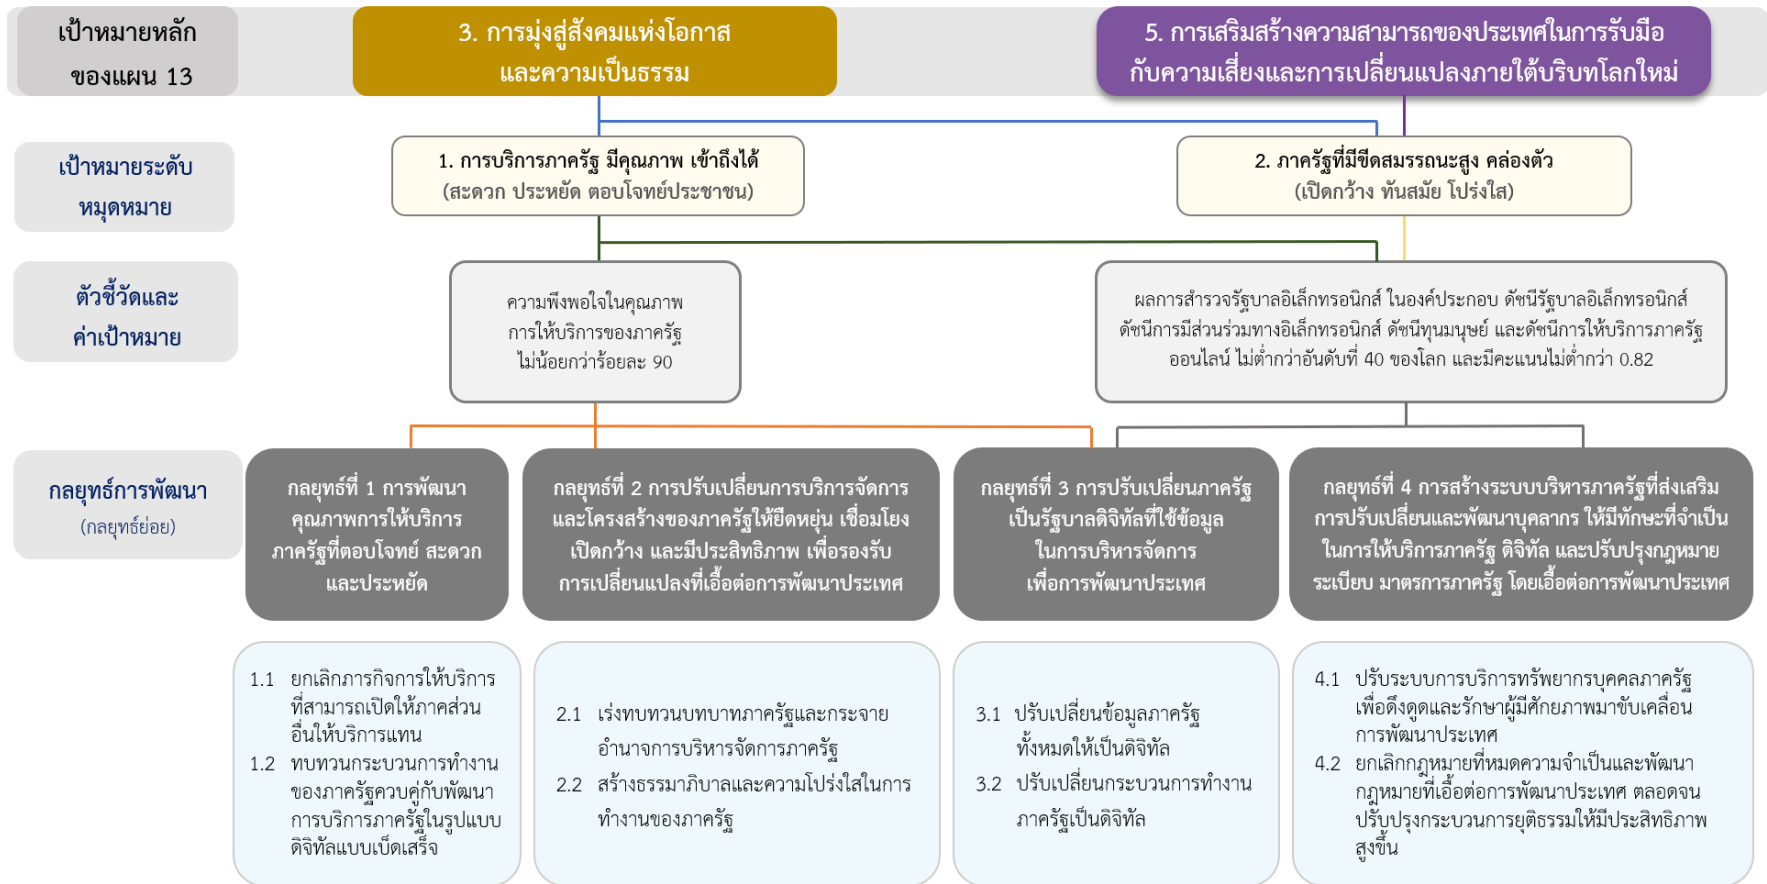 เป้าหมายหลัก
ของแผน 13
3. การมุ่งสู่สังคมแห่งโอกาส
และความเป็นธรรม
5. การเสริมสร้างความสามารถของประเทศในการรับมือ
กับความเสี่ยงและการเปลี่ยนแปลงภายใต้บริบทโลกใหม่
เป้าหมายระดับ
หมุดหมาย
1. การบริการภาครัฐ มีคุณภาพ เข้าถึงได้
(สะดวก ประหยัด ตอบโจทย์ประชาชน)
2. ภาครัฐที่มีขีดสมรรถนะสูง คล่องตัว
(เปิดกว้าง ทันสมัย โปร่งใส)
ตัวชี้วัดและ
ค่าเป้าหมาย
ความพึงพอใจในคุณภาพ
การให้บริการของภาครัฐ
ไม่น้อยกว่าร้อยละ 90
ผลการสำรวจรัฐบาลอิเล็กทรอนิกส์ ในองค์ประกอบ ดัชนีรัฐบาลอิเล็กทรอนิกส์
ดัชนีการมีส่วนร่วมทางอิเล็กทรอนิกส์ ดัชนีทุนมนุษย์ และดัชนีการให้บริการภาครัฐ
ออนไลน์ ไม่ต่ำกว่าอันดับที่ 40 ของโลก และมีคะแนนไม่ต่ำกว่า 0.82
กลยุทธ์การพัฒนา
(กลยุทธ์ย่อย)
กลยุทธ์ที่ 1 การพัฒนา
คุณภาพการให้บริการ
ภาครัฐที่ตอบโจทย์ สะดวก
และประหยัด
กลยุทธ์ที่ 2 การปรับเปลี่ยนการบริการจัดการ
และโครงสร้างของภาครัฐให้ยืดหยุ่น เชื่อมโยง
เปิดกว้าง และมีประสิทธิภาพ เพื่อรองรับ
การเปลี่ยนแปลงที่เอื้อต่อการพัฒนาประเทศ
กลยุทธ์ที่ 3 การปรับเปลี่ยนภาครัฐ
เป็นรัฐบาลดิจิทัลที่ใช้ข้อมูล
ในการบริหารจัดการ
เพื่อการพัฒนาประเทศ
กลยุทธ์ที่ 4 การสร้างระบบบริหารภาครัฐที่ส่งเสริม
การปรับเปลี่ยนและพัฒนาบุคลากร ให้มีทักษะที่จำเป็น
ในการให้บริการภาครัฐ ดิจิทัล และปรับปรุงกฎหมาย
ระเบียบ มาตรการภาครัฐ โดยเอื้อต่อการพัฒนาประเทศ
1.1 ยกเลิกภารกิจการให้บริการ
ที่สามารถเปิดให้ภาคส่วน
อื่นให้บริการแทน
1.2 ทบทวนกระบวนการทำงาน
ของภาครัฐควบคู่กับพัฒนา
การบริการภาครัฐในรูปแบบ
ดิจิทัลแบบเบ็ดเสร็จ
2.1 เร่งทบทวนบทบาทภาครัฐและกระจาย
อำนาจการบริหารจัดการภาครัฐ
2.2 สร้างธรรมาภิบาลและความโปร่งใสในการ
ทำงานของภาครัฐ
3.1 ปรับเปลี่ยนข้อมูลภาครัฐ
ทั้งหมดให้เป็นดิจิทัล
3.2 ปรับเปลี่ยนกระบวนการทำงาน
ภาครัฐเป็นดิจิทัล
4.1 ปรับระบบการบริการทรัพยากรบุคคลภาครัฐ
เพื่อดึงดูดและรักษาผู้มีศักยภาพมาขับเคลื่อน
การพัฒนาประเทศ
4.2 ยกเลิกกฎหมายที่หมดความจำเป็นและพัฒนา
กฎหมายที่เอื้อต่อการพัฒนาประเทศ ตลอดจน
ปรับปรุงกระบวนการยุติธรรมให้มีประสิทธิภาพ
สูงขึ้น